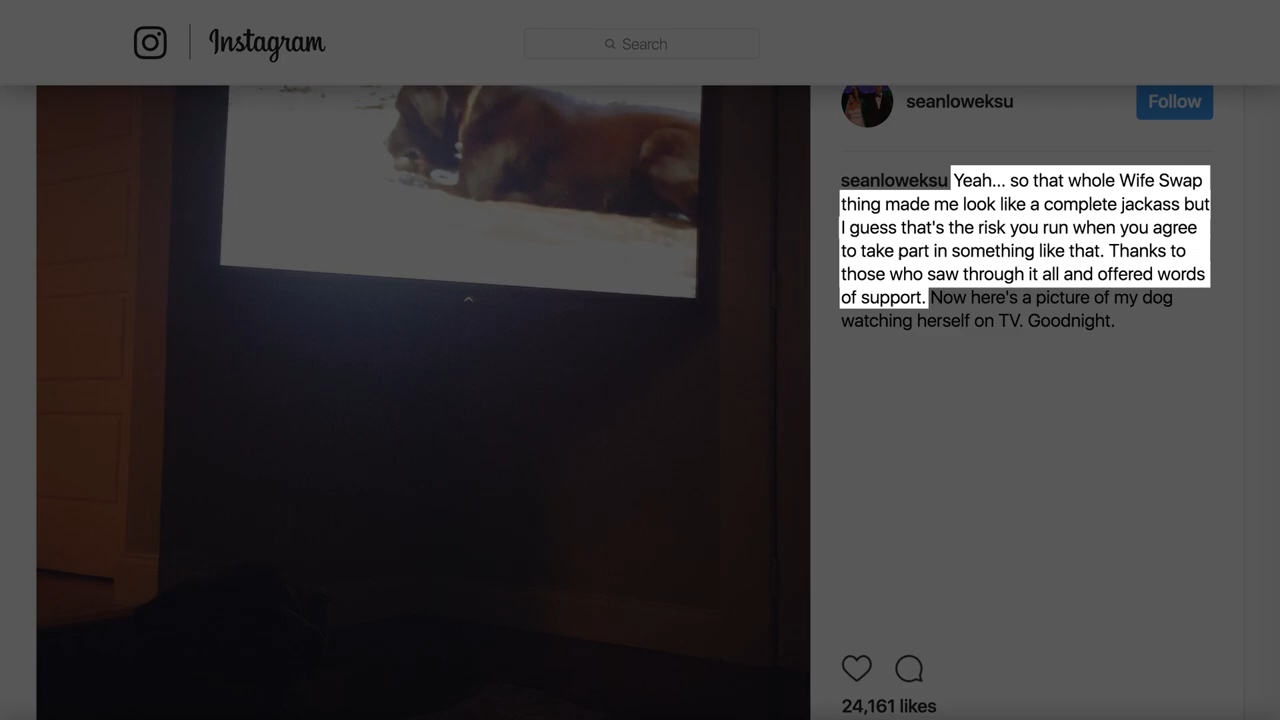 Instagram
Search
seanloweksu
Follow
seanloweksu Yeah... so that whole Wife Swap
thing made me look like a complete jackass but
I guess that's the risk you run when you agree
to take part in something like that. Thanks to
those who saw through it all and offered words
of support. Now here's a picture of my dog
watching herself on TV. Goodnight.
24,161 likes